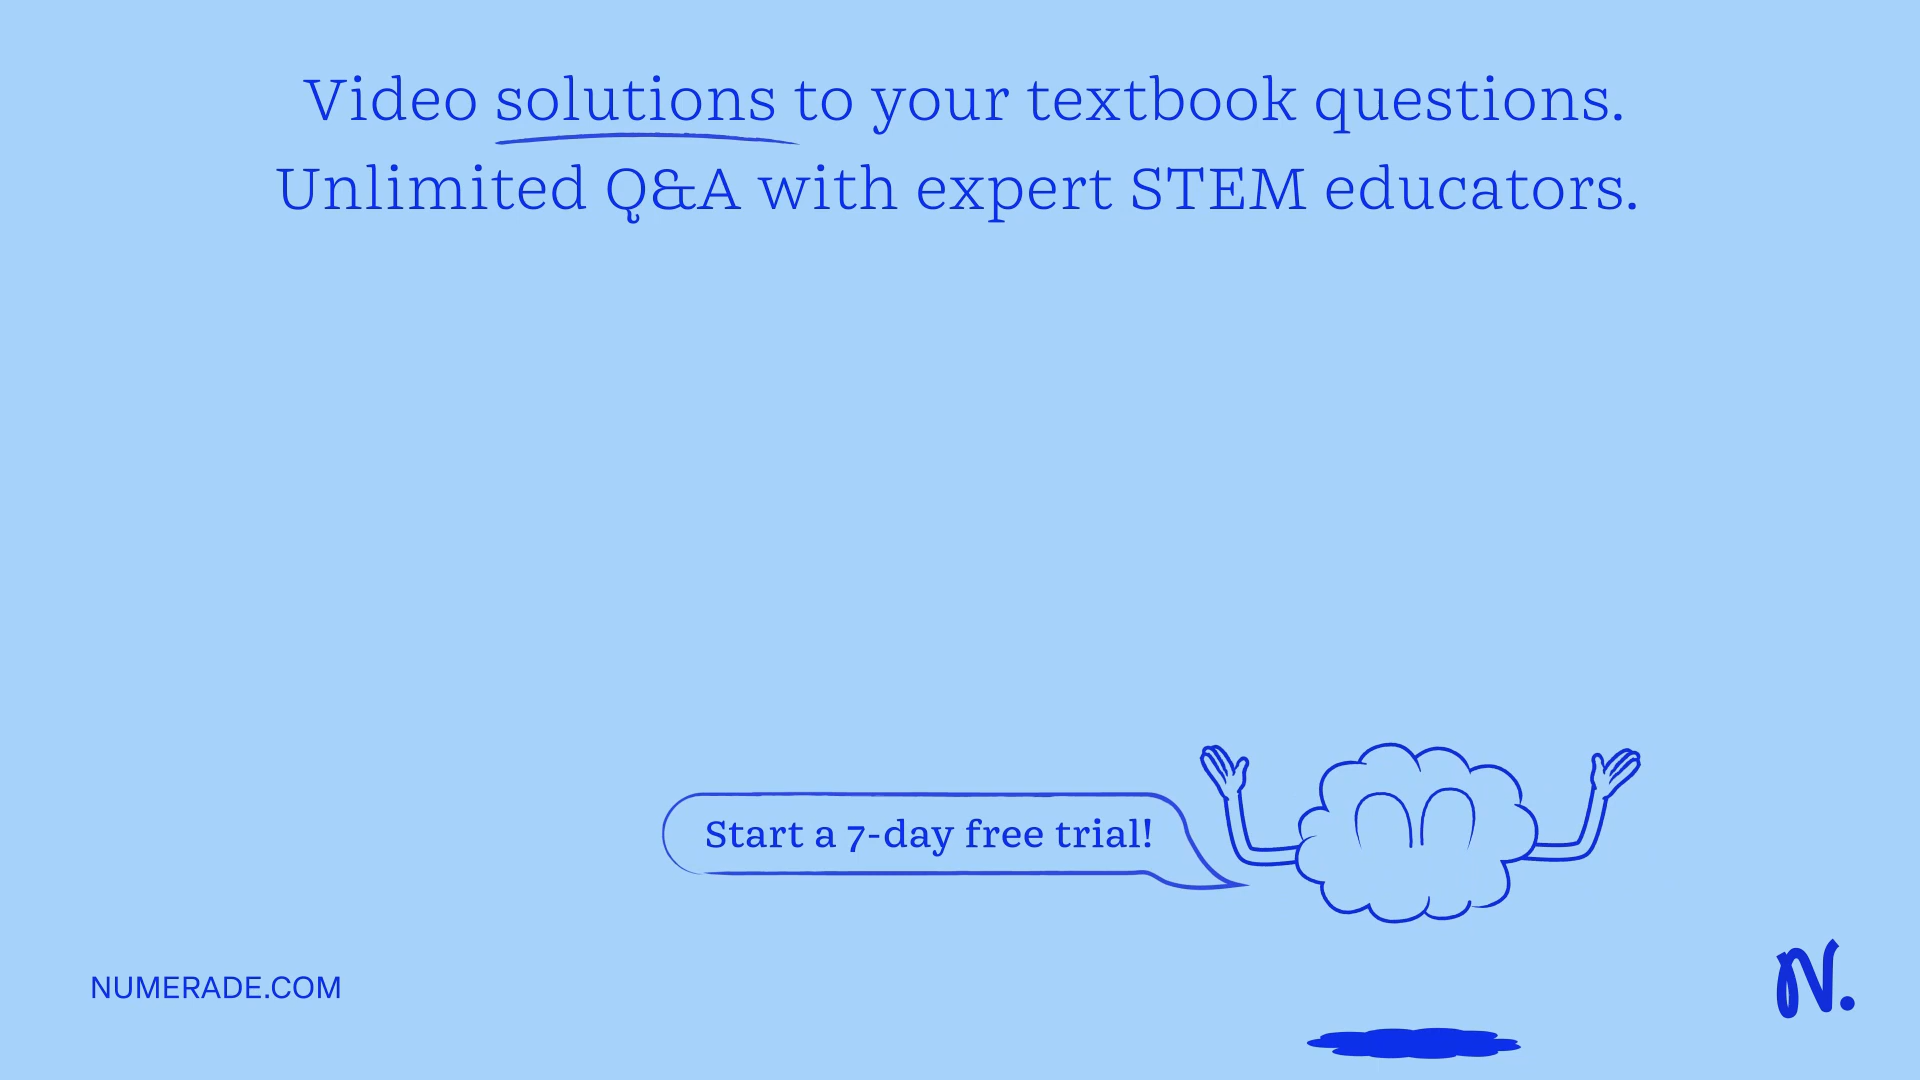 Video solutions to your textbook questions.
Unlimited Q&A with expert STEM educators.
Start a 7-day free trial!
NUMERADE.COM
N.